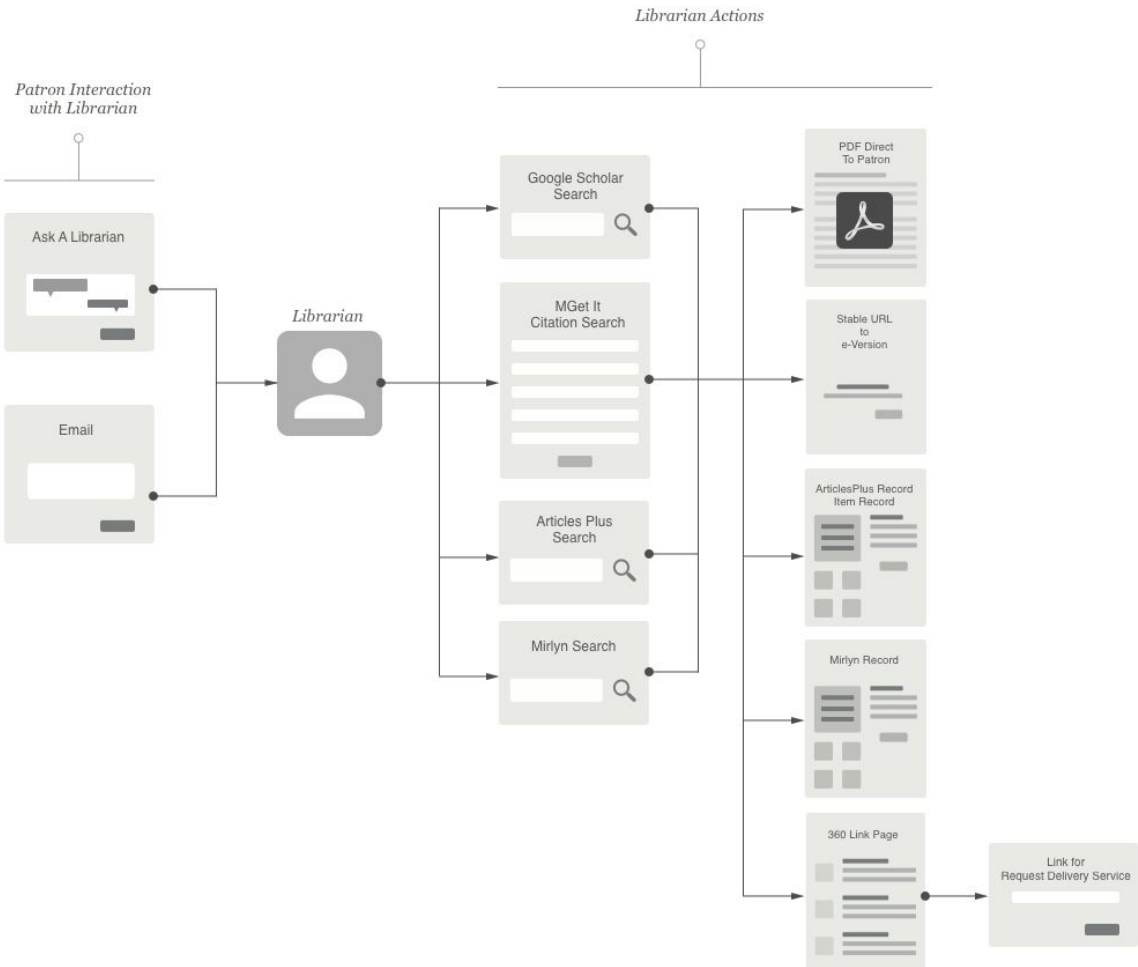 Librarian Actions
Patron Interaction
with Librarian
Ask A Librarian
Email
Librarian
Google Scholar
Search
MGet It
Citation Search
Articles Plus
Search
Mirlyn Search
PDF Direct
To Patron
Stable URL
to
e-Version
ArticlesPlus Record
Item Record
Mirlyn Record
360 Link Page
Link for
Request Delivery Service